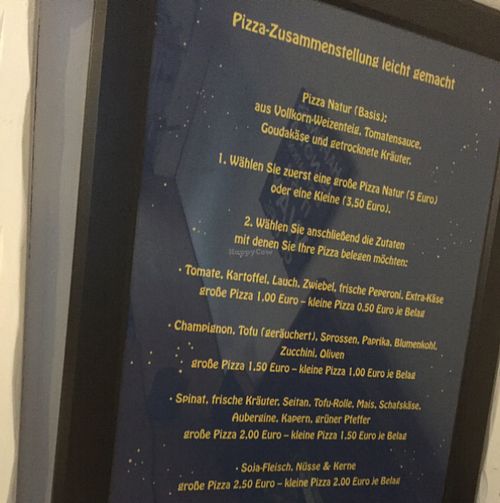 Pizza-Zusammenstellung leicht gemacht
Pizza Natur (Basis):
aus Vollkorn-Weizenteig, Tomatensauce,
Goudakäse und getrocknete Kräuter.
1. Wählen Sie zuerst eine große Pizza Natur (5 Euro)
oder eine Kleine (3,50 Euro).
2. Wählen Sie anschließend die Zutaten
mit denen Sie Ihre Pizza belegen möchten:
• Tomate, Kartoffel, Lauch, Zwiebel, frische Peperoni, Extra-Käse
große Pizza 1,00 Euro – kleine Pizza 0,50 Euro je Belag
• Champignon, Tofu (geräuchert), Sprossen, Paprika, Blumenkohl,
Zucchini, Oliven
große Pizza 1,50 Euro – kleine Pizza 1,00 Euro je Belag
• Spinat, frische Kräuter, Seitan, Tofu-Rolle, Mais, Schafskäse,
Aubergine, Kapern, grüner Pfeffer
große Pizza 2,00 Euro – kleine Pizza 1,50 Euro je Belag
• Soja-Fleisch, Nüsse & Kerne
große Pizza 2,50 Euro – kleine Pizza 2,00 Euro je Belag
HappyCow